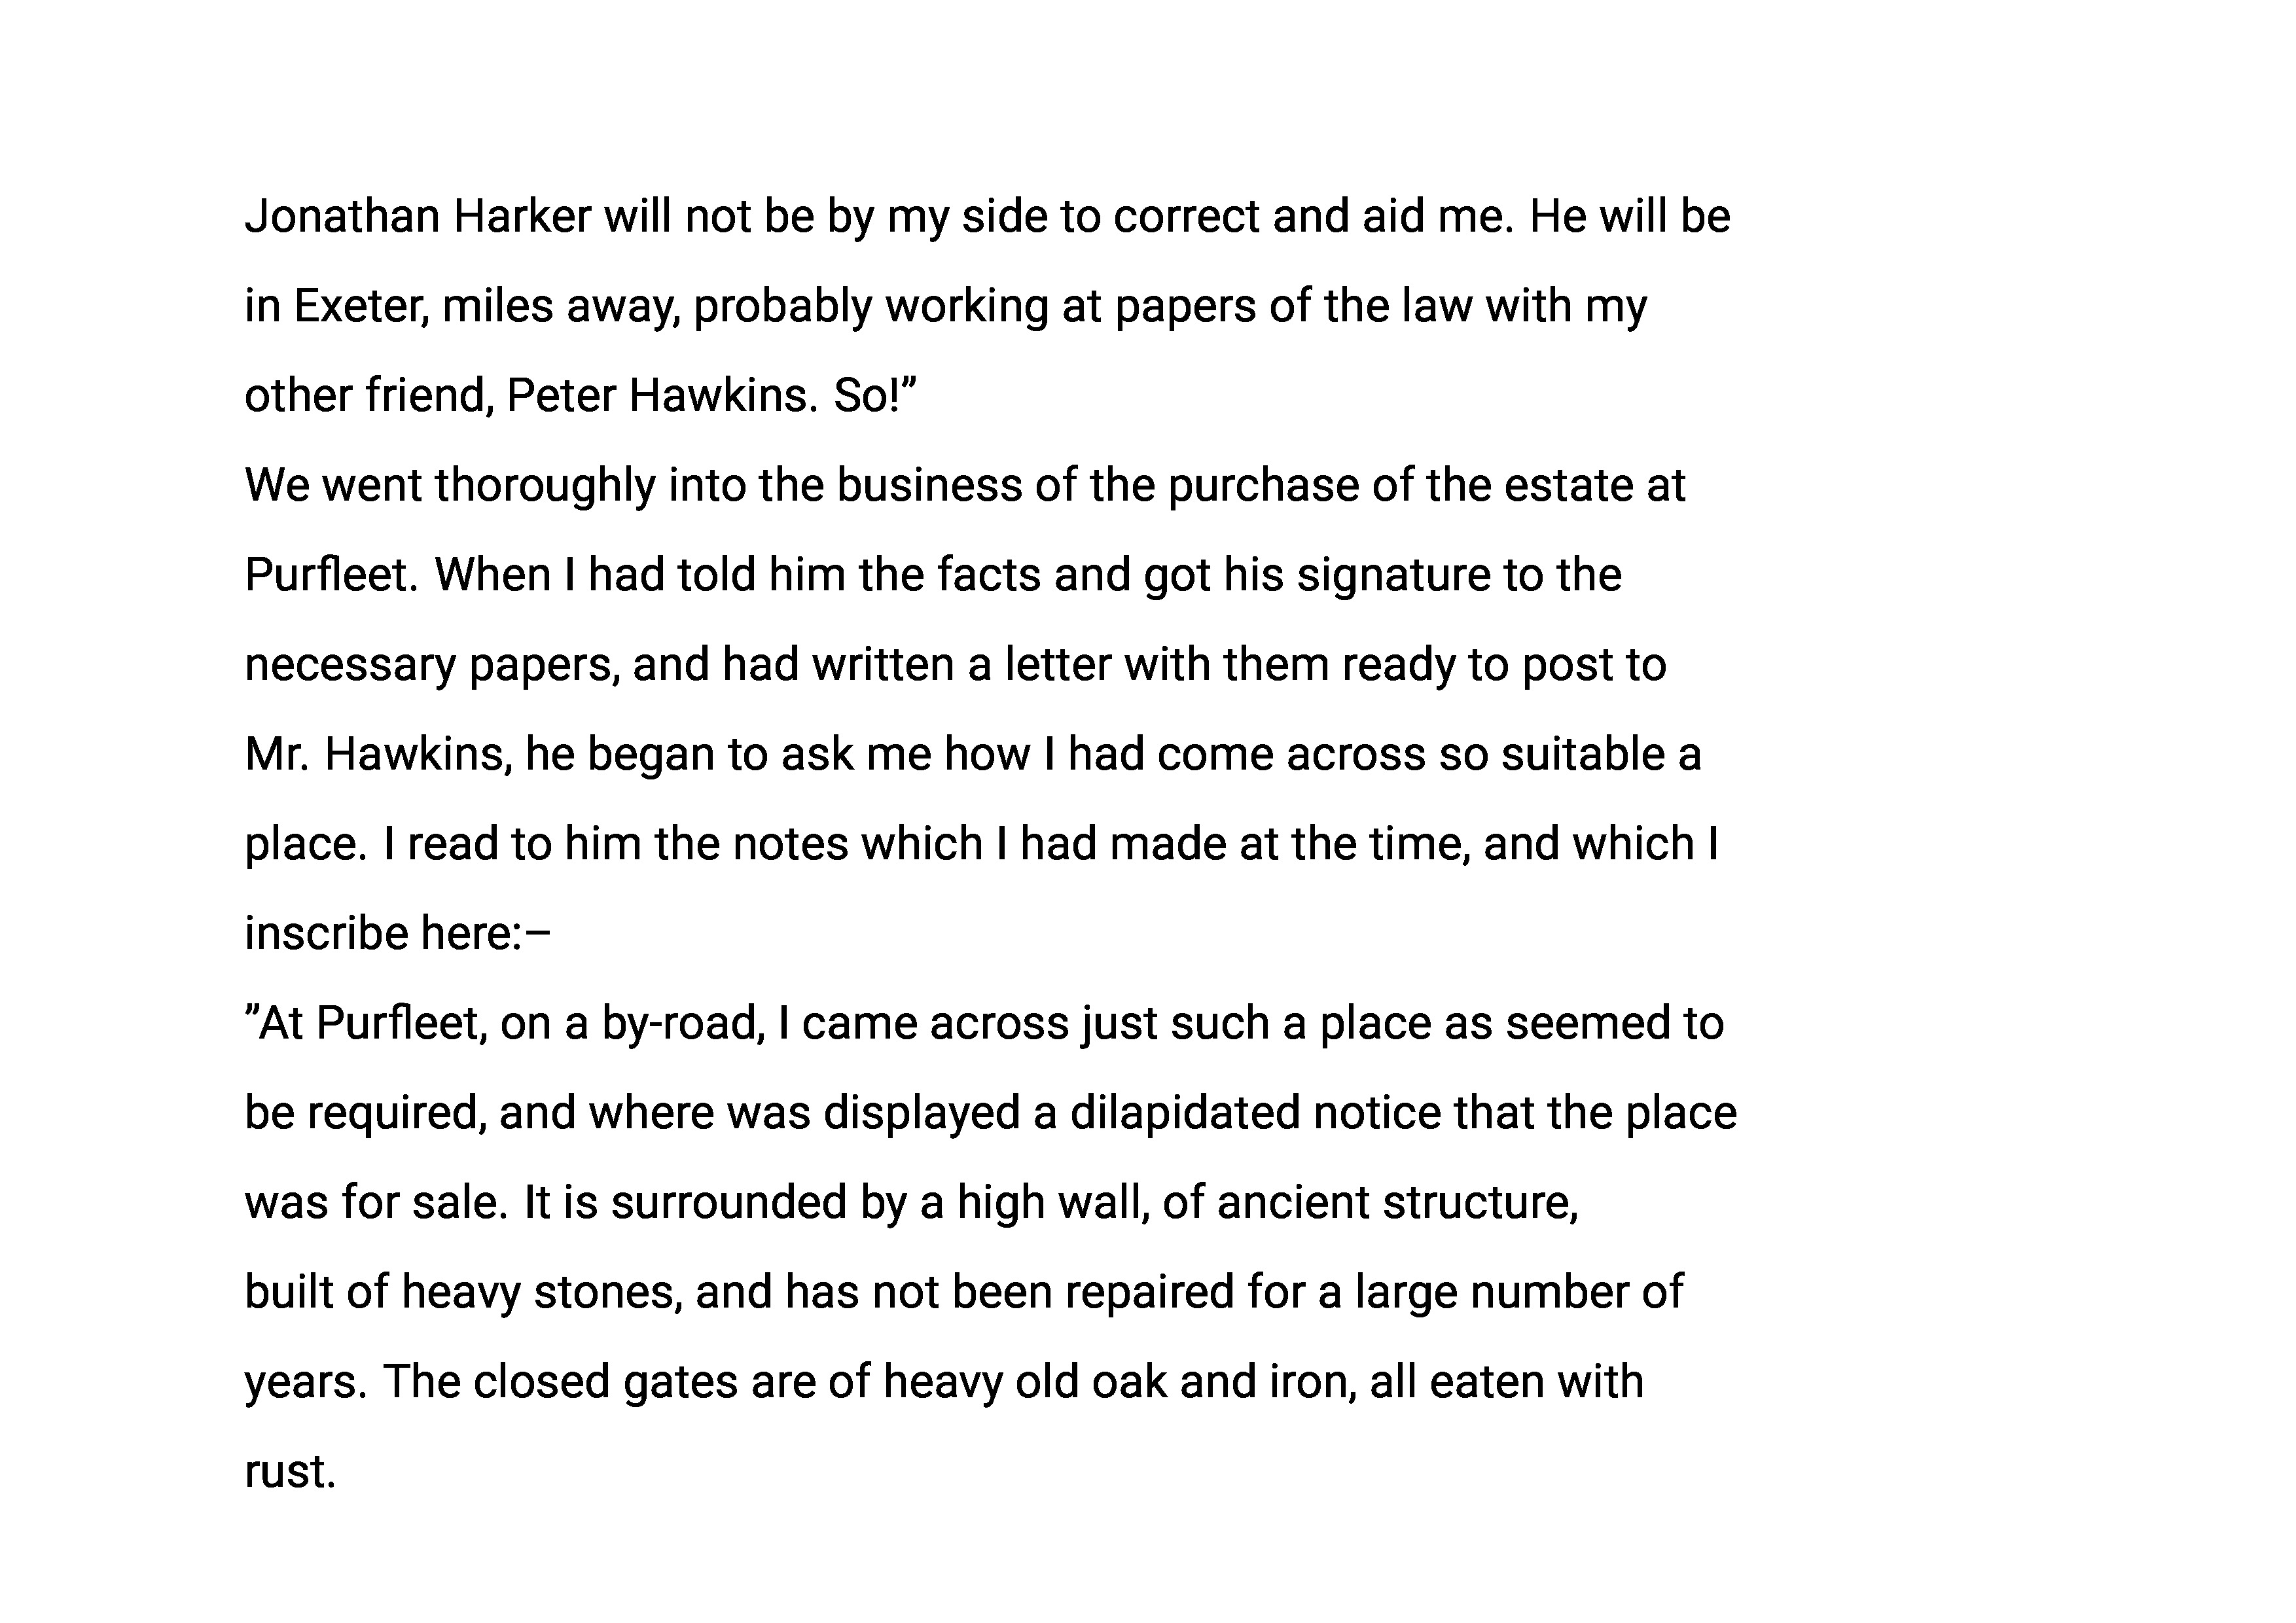 Jonathan Harker will not be by my side to correct and aid me. He will be
in Exeter, miles away, probably working at papers of the law with my
other friend, Peter Hawkins. So!”
We went thoroughly into the business of the purchase of the estate at
Purfleet. When I had told him the facts and got his signature to the
necessary papers, and had written a letter with them ready to post to
Mr. Hawkins, he began to ask me how I had come across so suitable a
place. I read to him the notes which I had made at the time, and which I
inscribe here:–
”At Purfleet, on a by-road, I came across just such a place as seemed to
be required, and where was displayed a dilapidated notice that the place
was for sale. It is surrounded by a high wall, of ancient structure,
built of heavy stones, and has not been repaired for a large number of
years. The closed gates are of heavy old oak and iron, all eaten with
rust.